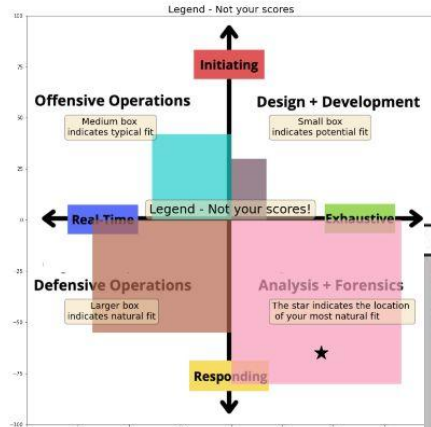 Legend - Not your scores
100
Initiating
75
Offensive Operations
Design + Development
Medium box
indicates typical fit
Small box
indicates potential fit
50
25
Legend - Not your scores!
Real-Time
Exhaustive
0
-25
Defensive Operations
Analysis + Forensics
Larger box
indicates natural fit
The star indicates the location
of your most natural fit
-50
-75
Responding
-100